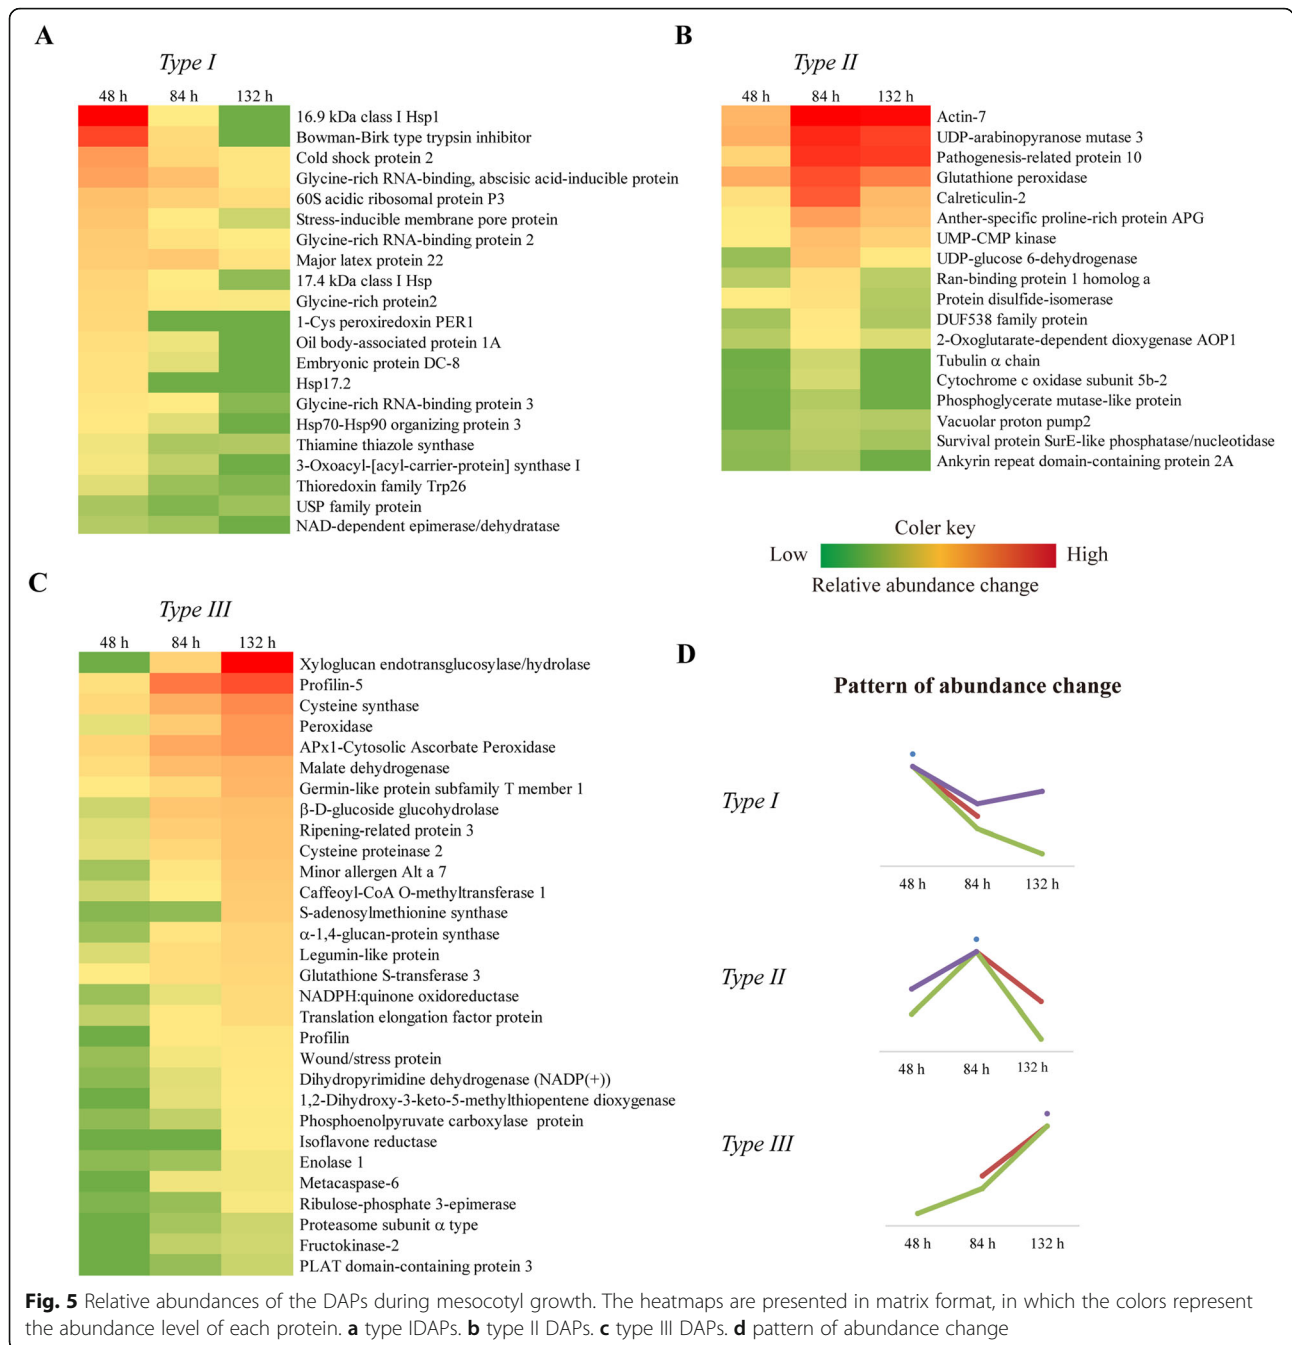 A
Type I
48 h 84 h 132 h
16.9 kDa class I Hsp1
Bowman-Birk type trypsin inhibitor
Cold shock protein 2
Glycine-rich RNA-binding, abscisic acid-inducible protein
60S acidic ribosomal protein P3
Stress-inducible membrane pore protein
Glycine-rich RNA-binding protein 2
Major latex protein 22
17.4 kDa class I Hsp
Glycine-rich protein2
1-Cys peroxiredoxin PER1
Oil body-associated protein 1A
Embryonic protein DC-8
Hsp17.2
Glycine-rich RNA-binding protein 3
Hsp70-Hsp90 organizing protein 3
Thiamine thiazole synthase
3-Oxoacyl-[acyl-carrier-protein] synthase I
Thioredoxin family Trp26
USP family protein
NAD-dependent epimerase/dehydratase
B
Type II
48 h 84 h 132 h
Actin-7
UDP-arabinopyranose mutase 3
Pathogenesis-related protein 10
Glutathione peroxidase
Calreticulin-2
Anther-specific proline-rich protein APG
UMP-CMP kinase
UDP-glucose 6-dehydrogenase
Ran-binding protein 1 homolog a
Protein disulfide-isomerase
DUF538 family protein
2-Oxoglutarate-dependent dioxygenase AOP1
Tubulin α chain
Cytochrome c oxidase subunit 5b-2
Phosphoglycerate mutase-like protein
Vacuolar proton pump2
Survival protein SurE-like phosphatase/nucleotidase
Ankyrin repeat domain-containing protein 2A
Coler key
Low High
Relative abundance change
C
Type III
48 h 84 h 132 h
Xyloglucan endotransglucosylase/hydrolase
Profilin-5
Cysteine synthase
Peroxidase
APx1-Cytosolic Ascorbate Peroxidase
Malate dehydrogenase
Germin-like protein subfamily T member 1
β-D-glucoside glucohydrolase
Ripening-related protein 3
Cysteine proteinase 2
Minor allergen Alt a 7
Caffeoyl-CoA O-methyltransferase 1
S-adenosylmethionine synthase
α-1,4-glucan-protein synthase
Legumin-like protein
Glutathione S-transferase 3
NADPH:quinone oxidoreductase
Translation elongation factor protein
Profilin
Wound/stress protein
Dihydropyrimidine dehydrogenase (NADP(+))
1,2-Dihydroxy-3-keto-5-methylthiopentene dioxygenase
Phosphoenolpyruvate carboxylase protein
Isoflavone reductase
Enolase 1
Metacaspase-6
Ribulose-phosphate 3-epimerase
Proteasome subunit α type
Fructokinase-2
PLAT domain-containing protein 3
D
Pattern of abundance change
Type I
48 h 84 h 132 h
Type II
48 h 84 h 132 h
Type III
48 h 84 h 132 h
Fig. 5 Relative abundances of the DAPs during mesocotyl growth. The heatmaps are presented in matrix format, in which the colors represent
the abundance level of each protein. a type IDAPs. b type II DAPs. c type III DAPs. d pattern of abundance change